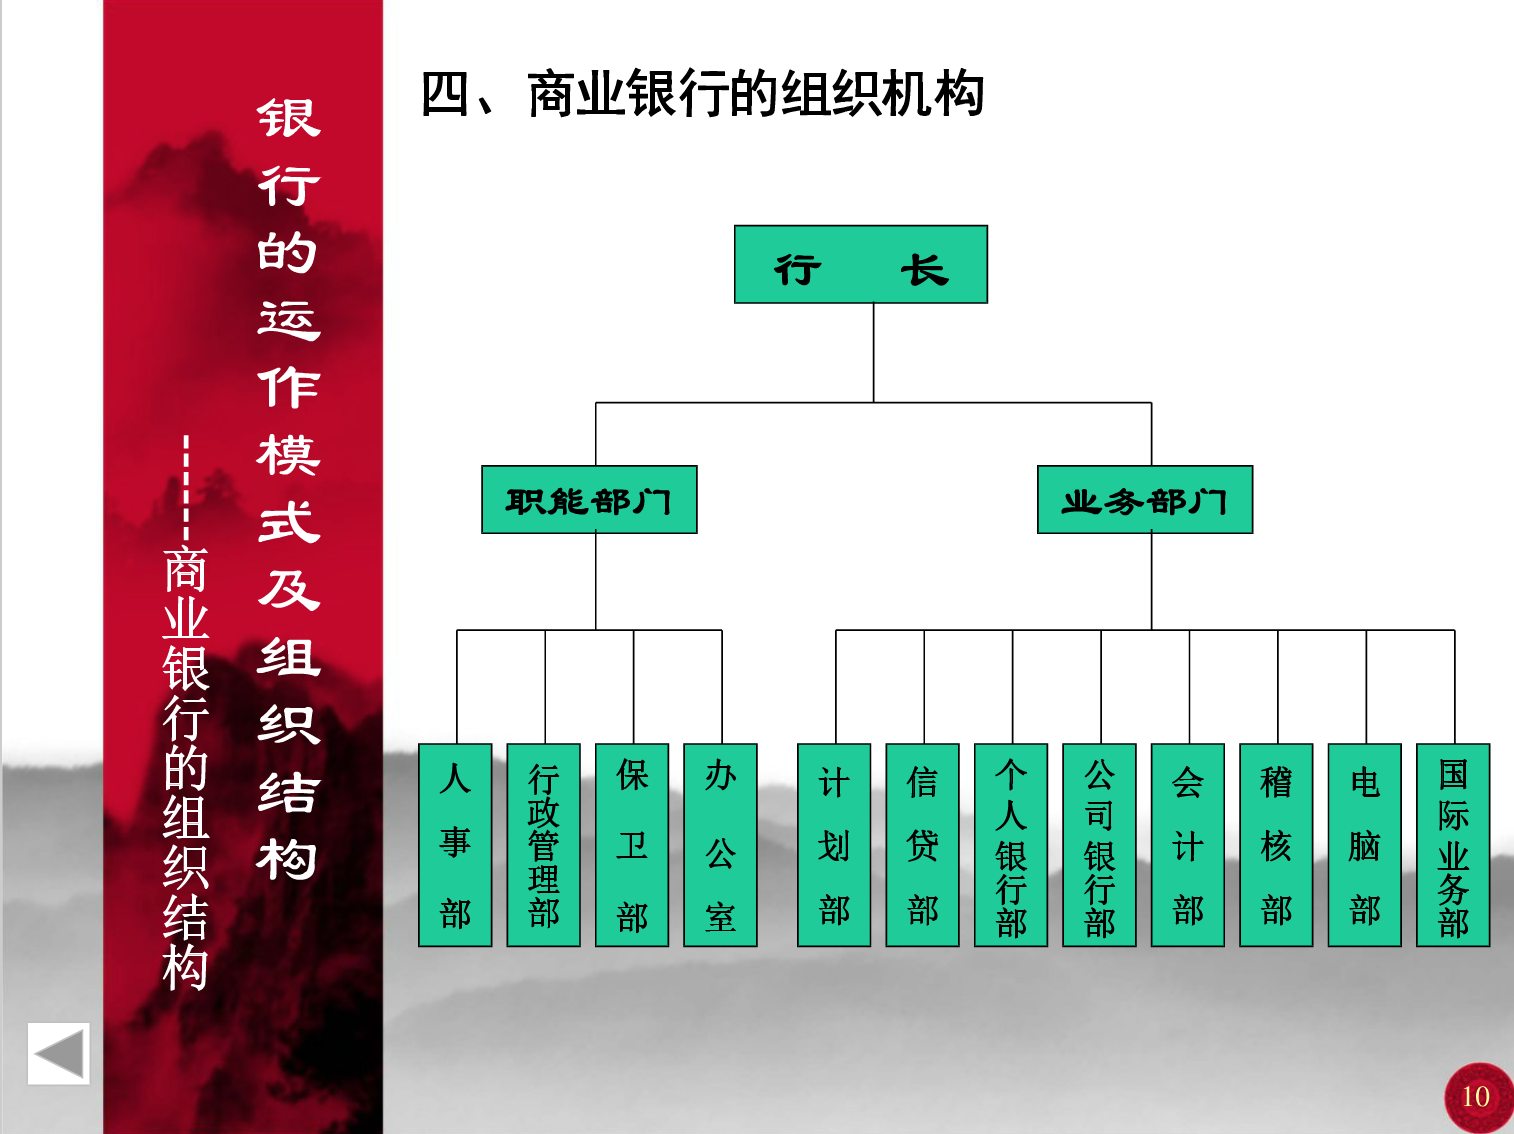 四、商业银行的组织机构
银行的运作模式及组织结构
------商业银行的组织结构
行 长
职能部门
业务部门
人事部
行政管理部
保卫部
办公室
计划部
信贷部
个人银行部
公司银行部
会计部
稽核部
电脑部
国际业务部
10